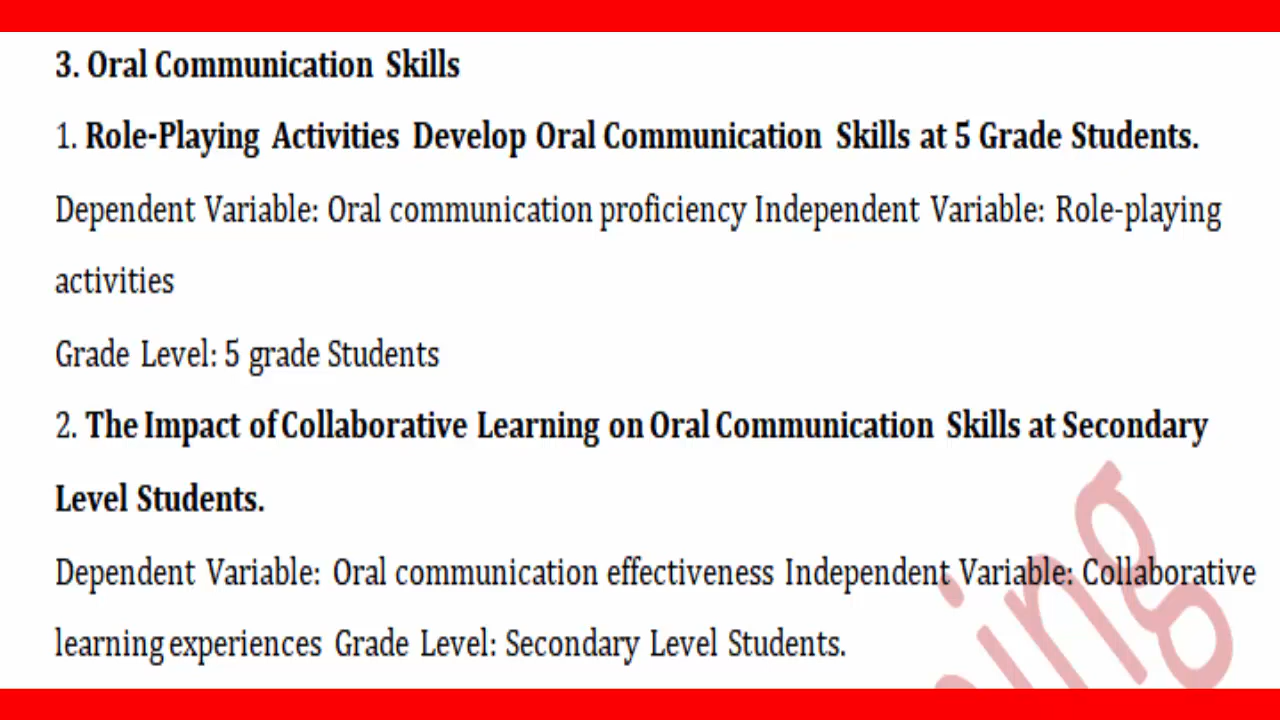 3. Oral Communication Skills
1. Role-Playing Activities Develop Oral Communication Skills at 5 Grade Students.
Dependent Variable: Oral communication proficiency Independent Variable: Role-playing
activities
Grade Level: 5 grade Students
2. The Impact of Collaborative Learning on Oral Communication Skills at Secondary
Level Students.
Dependent Variable: Oral communication effectiveness Independent Variable: Collaborative
learning experiences Grade Level: Secondary Level Students.